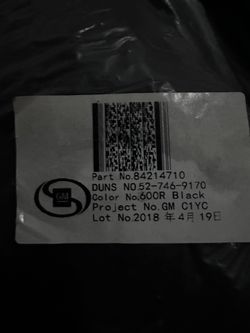 Part No.84214710
DUNS NO.52-746-9170
Color No.:600R Black
GM
Project No.GM C1YC
Lot No.2018 年4月19日